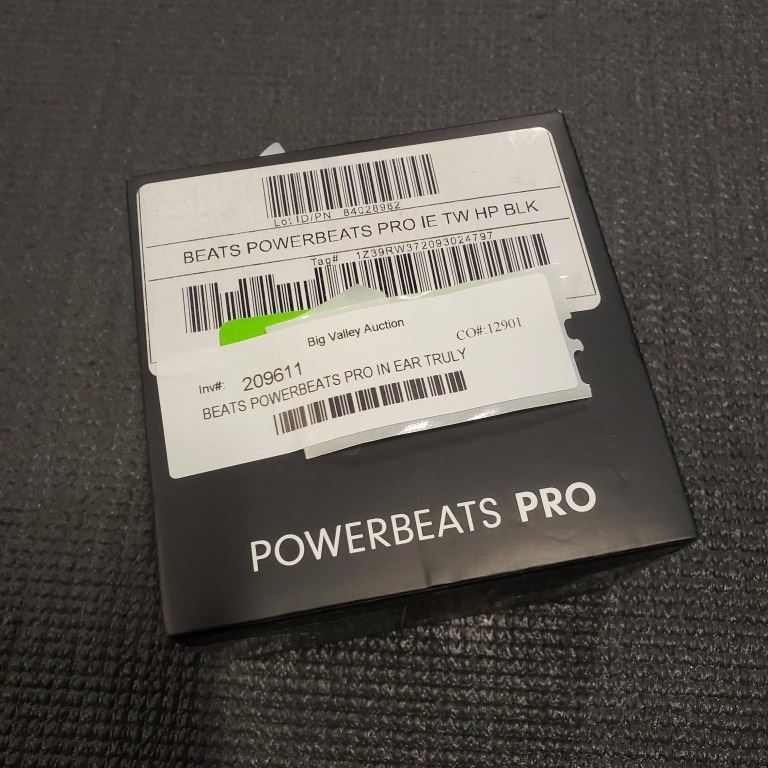 Lot ID/PN 84028982
BEATS POWERBEATS PRO IE TW HP BLK
Tag# 1Z39RW372093024797
Big Valley Auction
CO#:12901
Inv#: 209611
BEATS POWERBEATS PRO IN EAR TRULY
POWERBEATS PRO